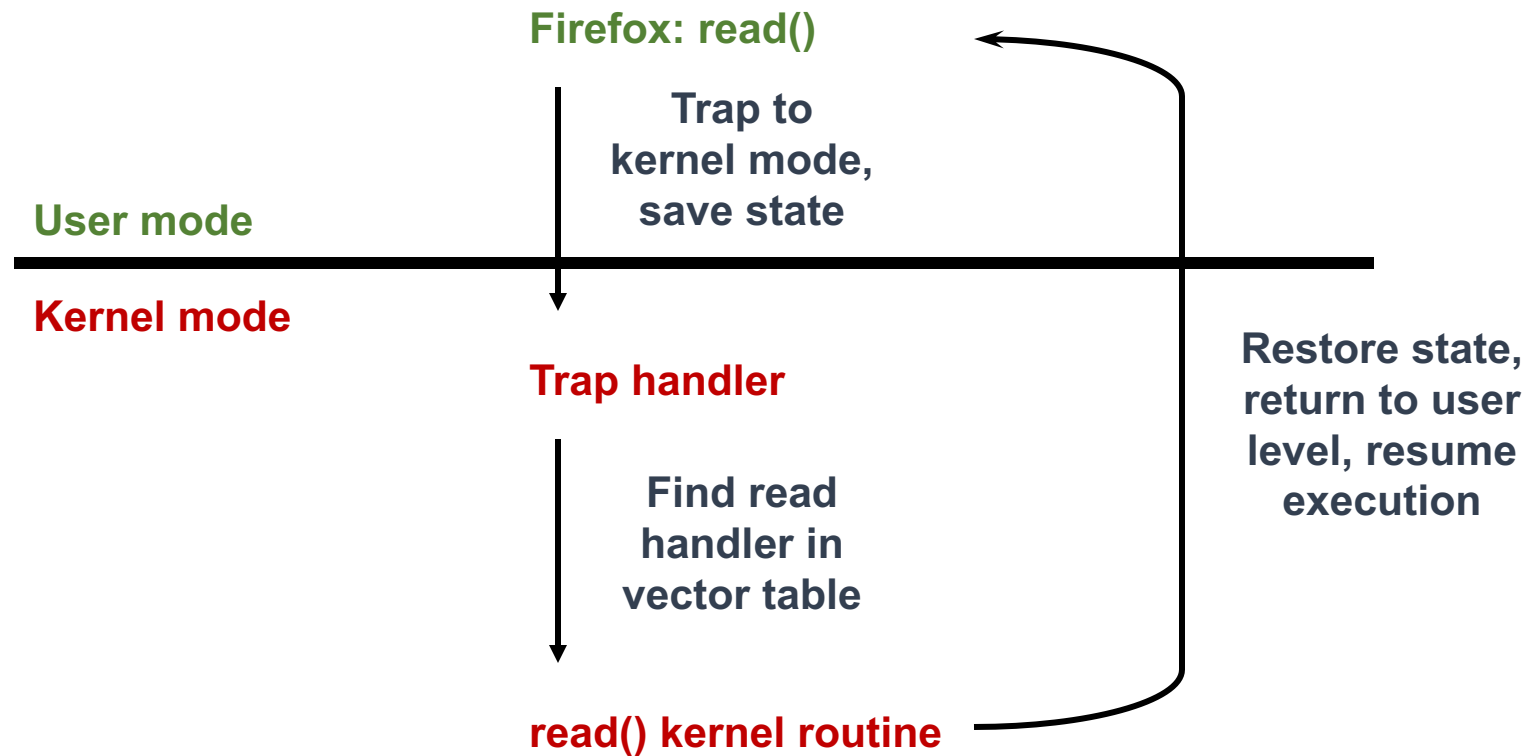 Firefox: read()
Trap to
kernel mode,
save state
User mode
Kernel mode
Trap handler
Restore state,
return to user
level, resume
execution
Find read
handler in
vector table
read() kernel routine